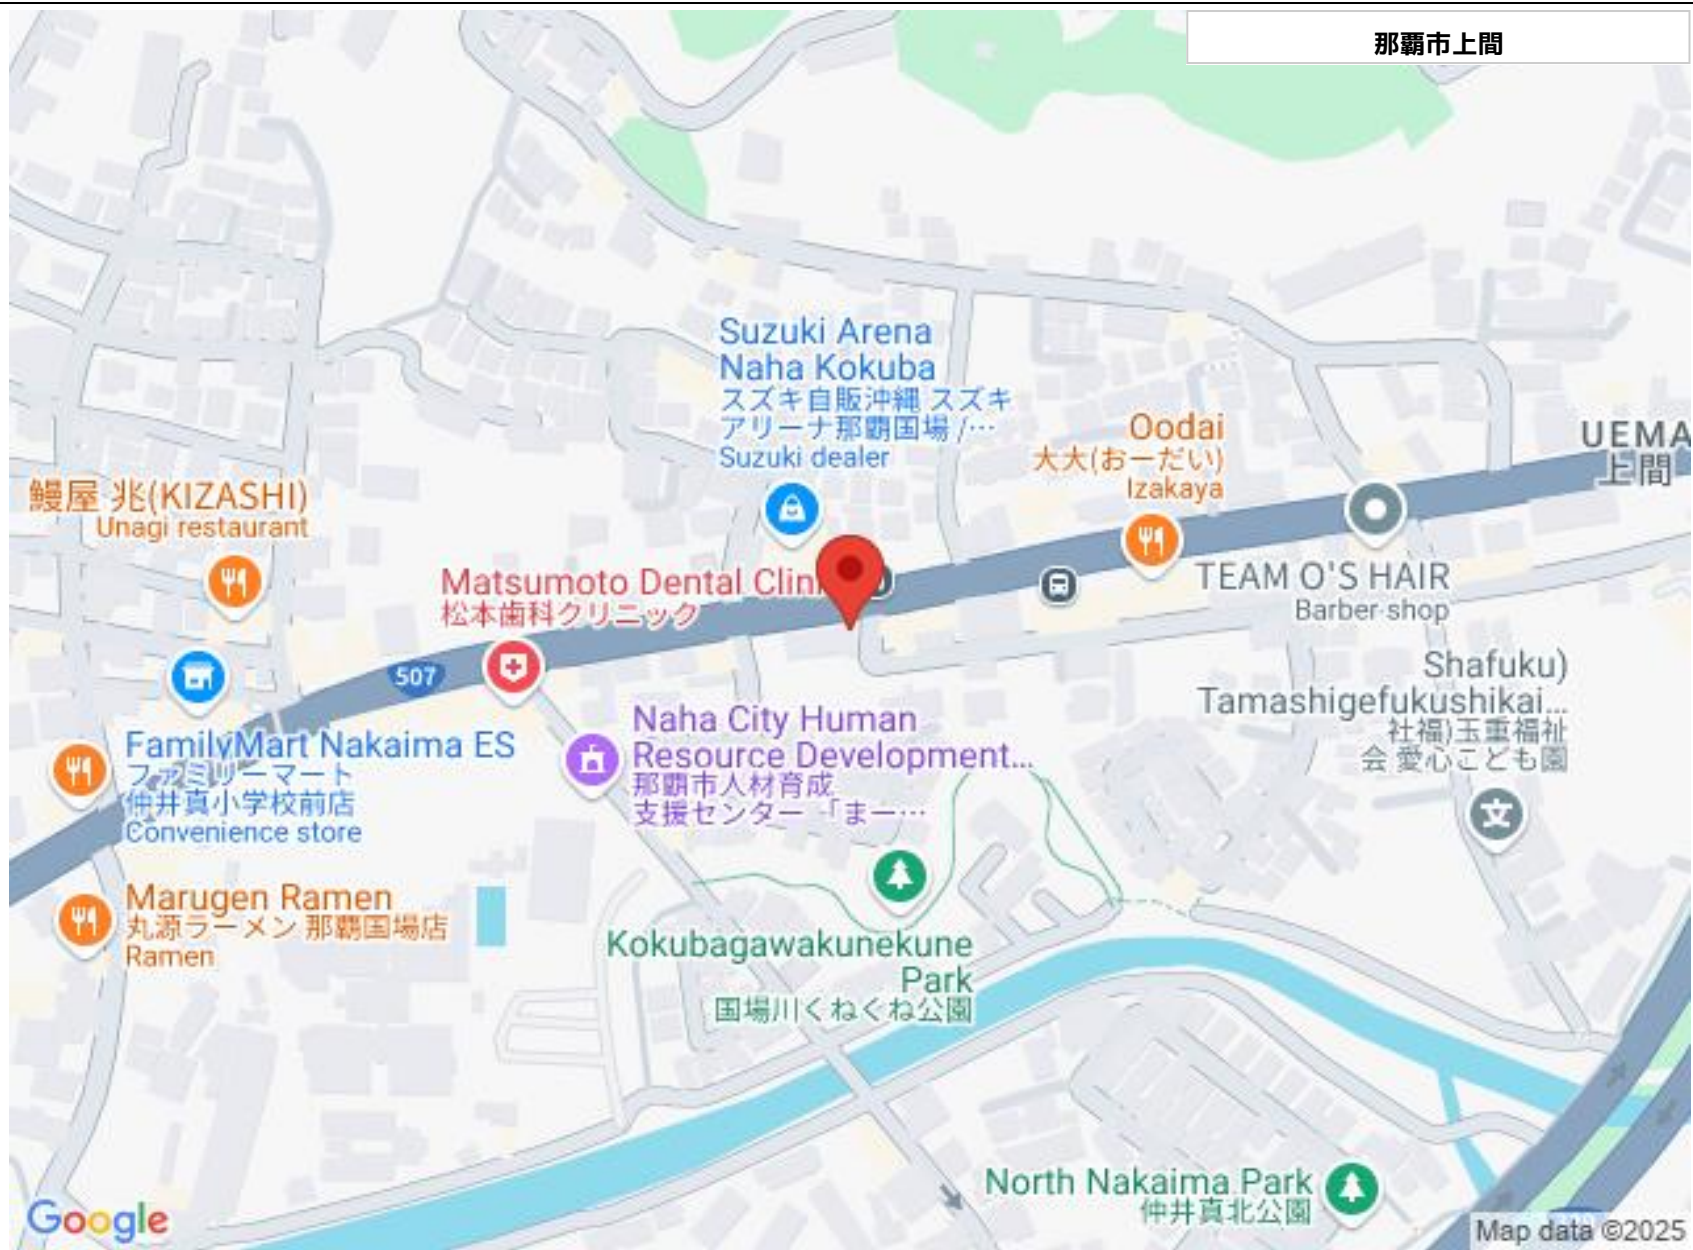 那覇市上間
Suzuki Arena
Naha Kokuba
スズキ自販沖縄 スズキ
アリーナ那覇国場 /…
Suzuki dealer
Oodai
大大(おーだい)
Izakaya
UEMA
上間
鰻屋 兆(KIZASHI)
Unagi restaurant
Matsumoto Dental Clini
松本歯科クリニック
TEAM O'S HAIR
Barber shop
507
Shafuku)
Tamashigefukushikai...
社福)玉重福祉
会 愛心こども園
文
Naha City Human
Resource Development...
那覇市人材育成
支援センター 「まー…
FamilyMart Nakaima ES
ファミリーマート
仲井真小学校前店
Convenience store
Marugen Ramen
丸源ラーメン 那覇国場店
Ramen
Kokubagawakunekune
Park
国場川くねくね公園
North Nakaima Park
仲井真北公園
Google
Map data ©2025